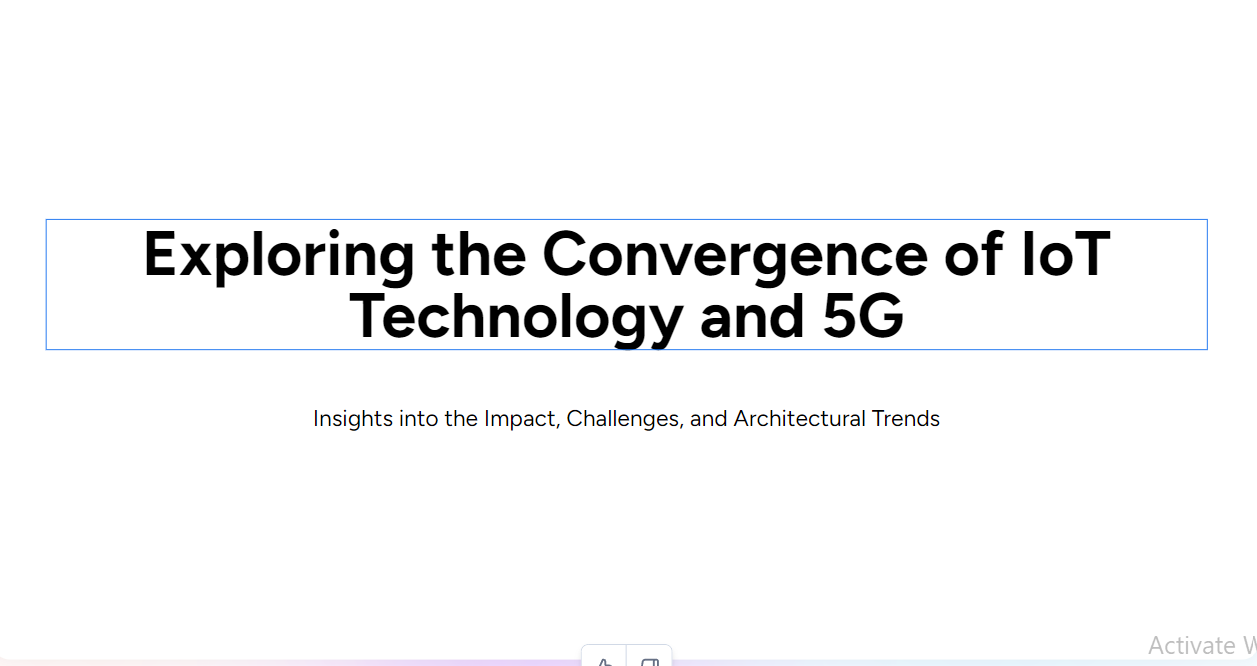 Exploring the Convergence of IoT
Technology and 5G
Insights into the Impact, Challenges, and Architectural Trends
Activate